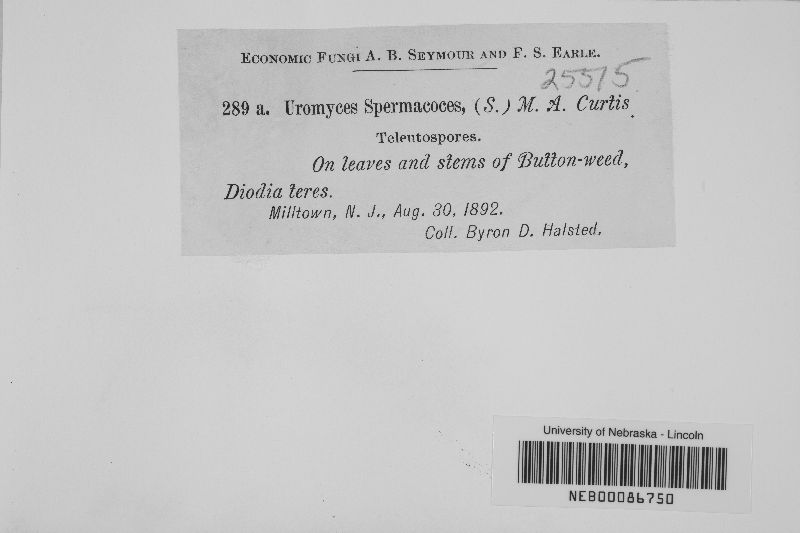 ECONOMIC FUNGI A. B. SEYMOUR AND F. S. EARLE.
25515
289 a. Uromyces Spermacoces, (S.) M. A. Curtis.
Teleutospores.
On leaves and stems of Button-weed,
Diodia teres.
Milltown, N. J., Aug. 30, 1892.
Coll. Byron D. Halsted.
University of Nebraska - Lincoln
NEB00086750